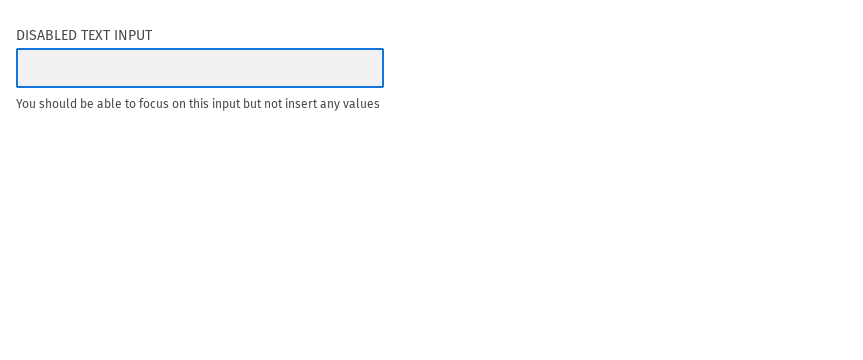 DISABLED TEXT INPUT
You should be able to focus on this input but not insert any values